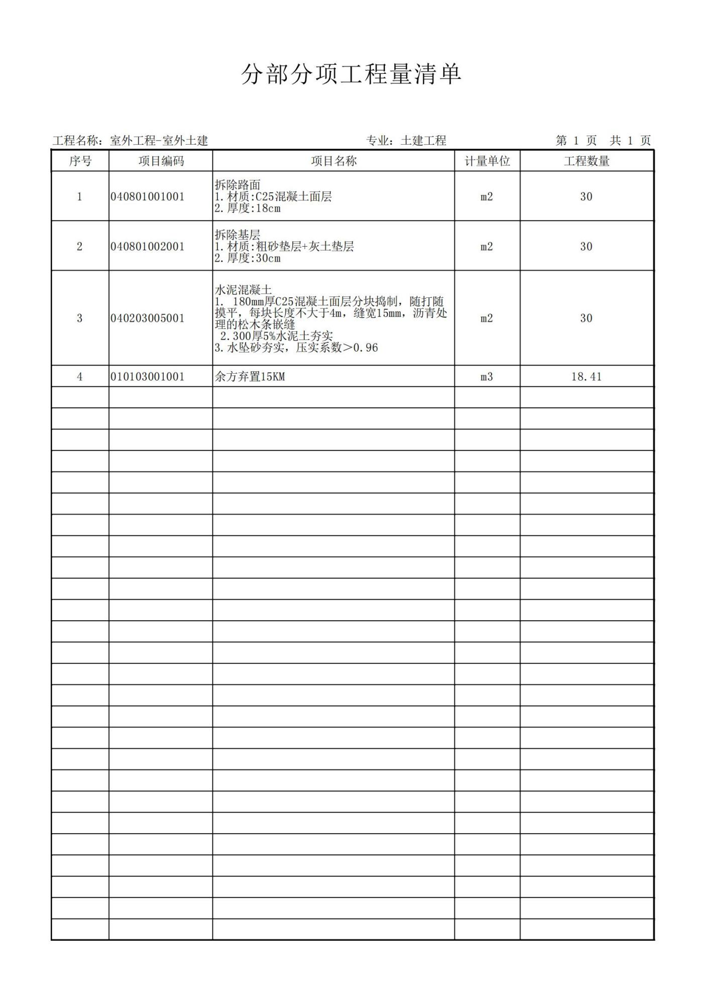 分部分项工程量清单
工程名称：室外工程-室外土建 专业：土建工程 第 1 页 共 1 页
序号 项目编码 项目名称 计量单位 工程数量
1 040801001001 拆除路面
1.材质:C25混凝土面层
2.厚度:18cm m2 30
2 040801002001 拆除基层
1.材质:粗砂垫层+灰土垫层
2.厚度:30cm m2 30
3 040203005001 水泥混凝土
1. 180mm厚C25混凝土面层分块捣制，随打随
摸平，每块长度不大于4m，缝宽15mm，沥青处
理的松木条嵌缝
2.300厚5%水泥土夯实
3.水坠砂夯实，压实系数＞0.96 m2 30
4 010103001001 余方弃置15KM m3 18.41